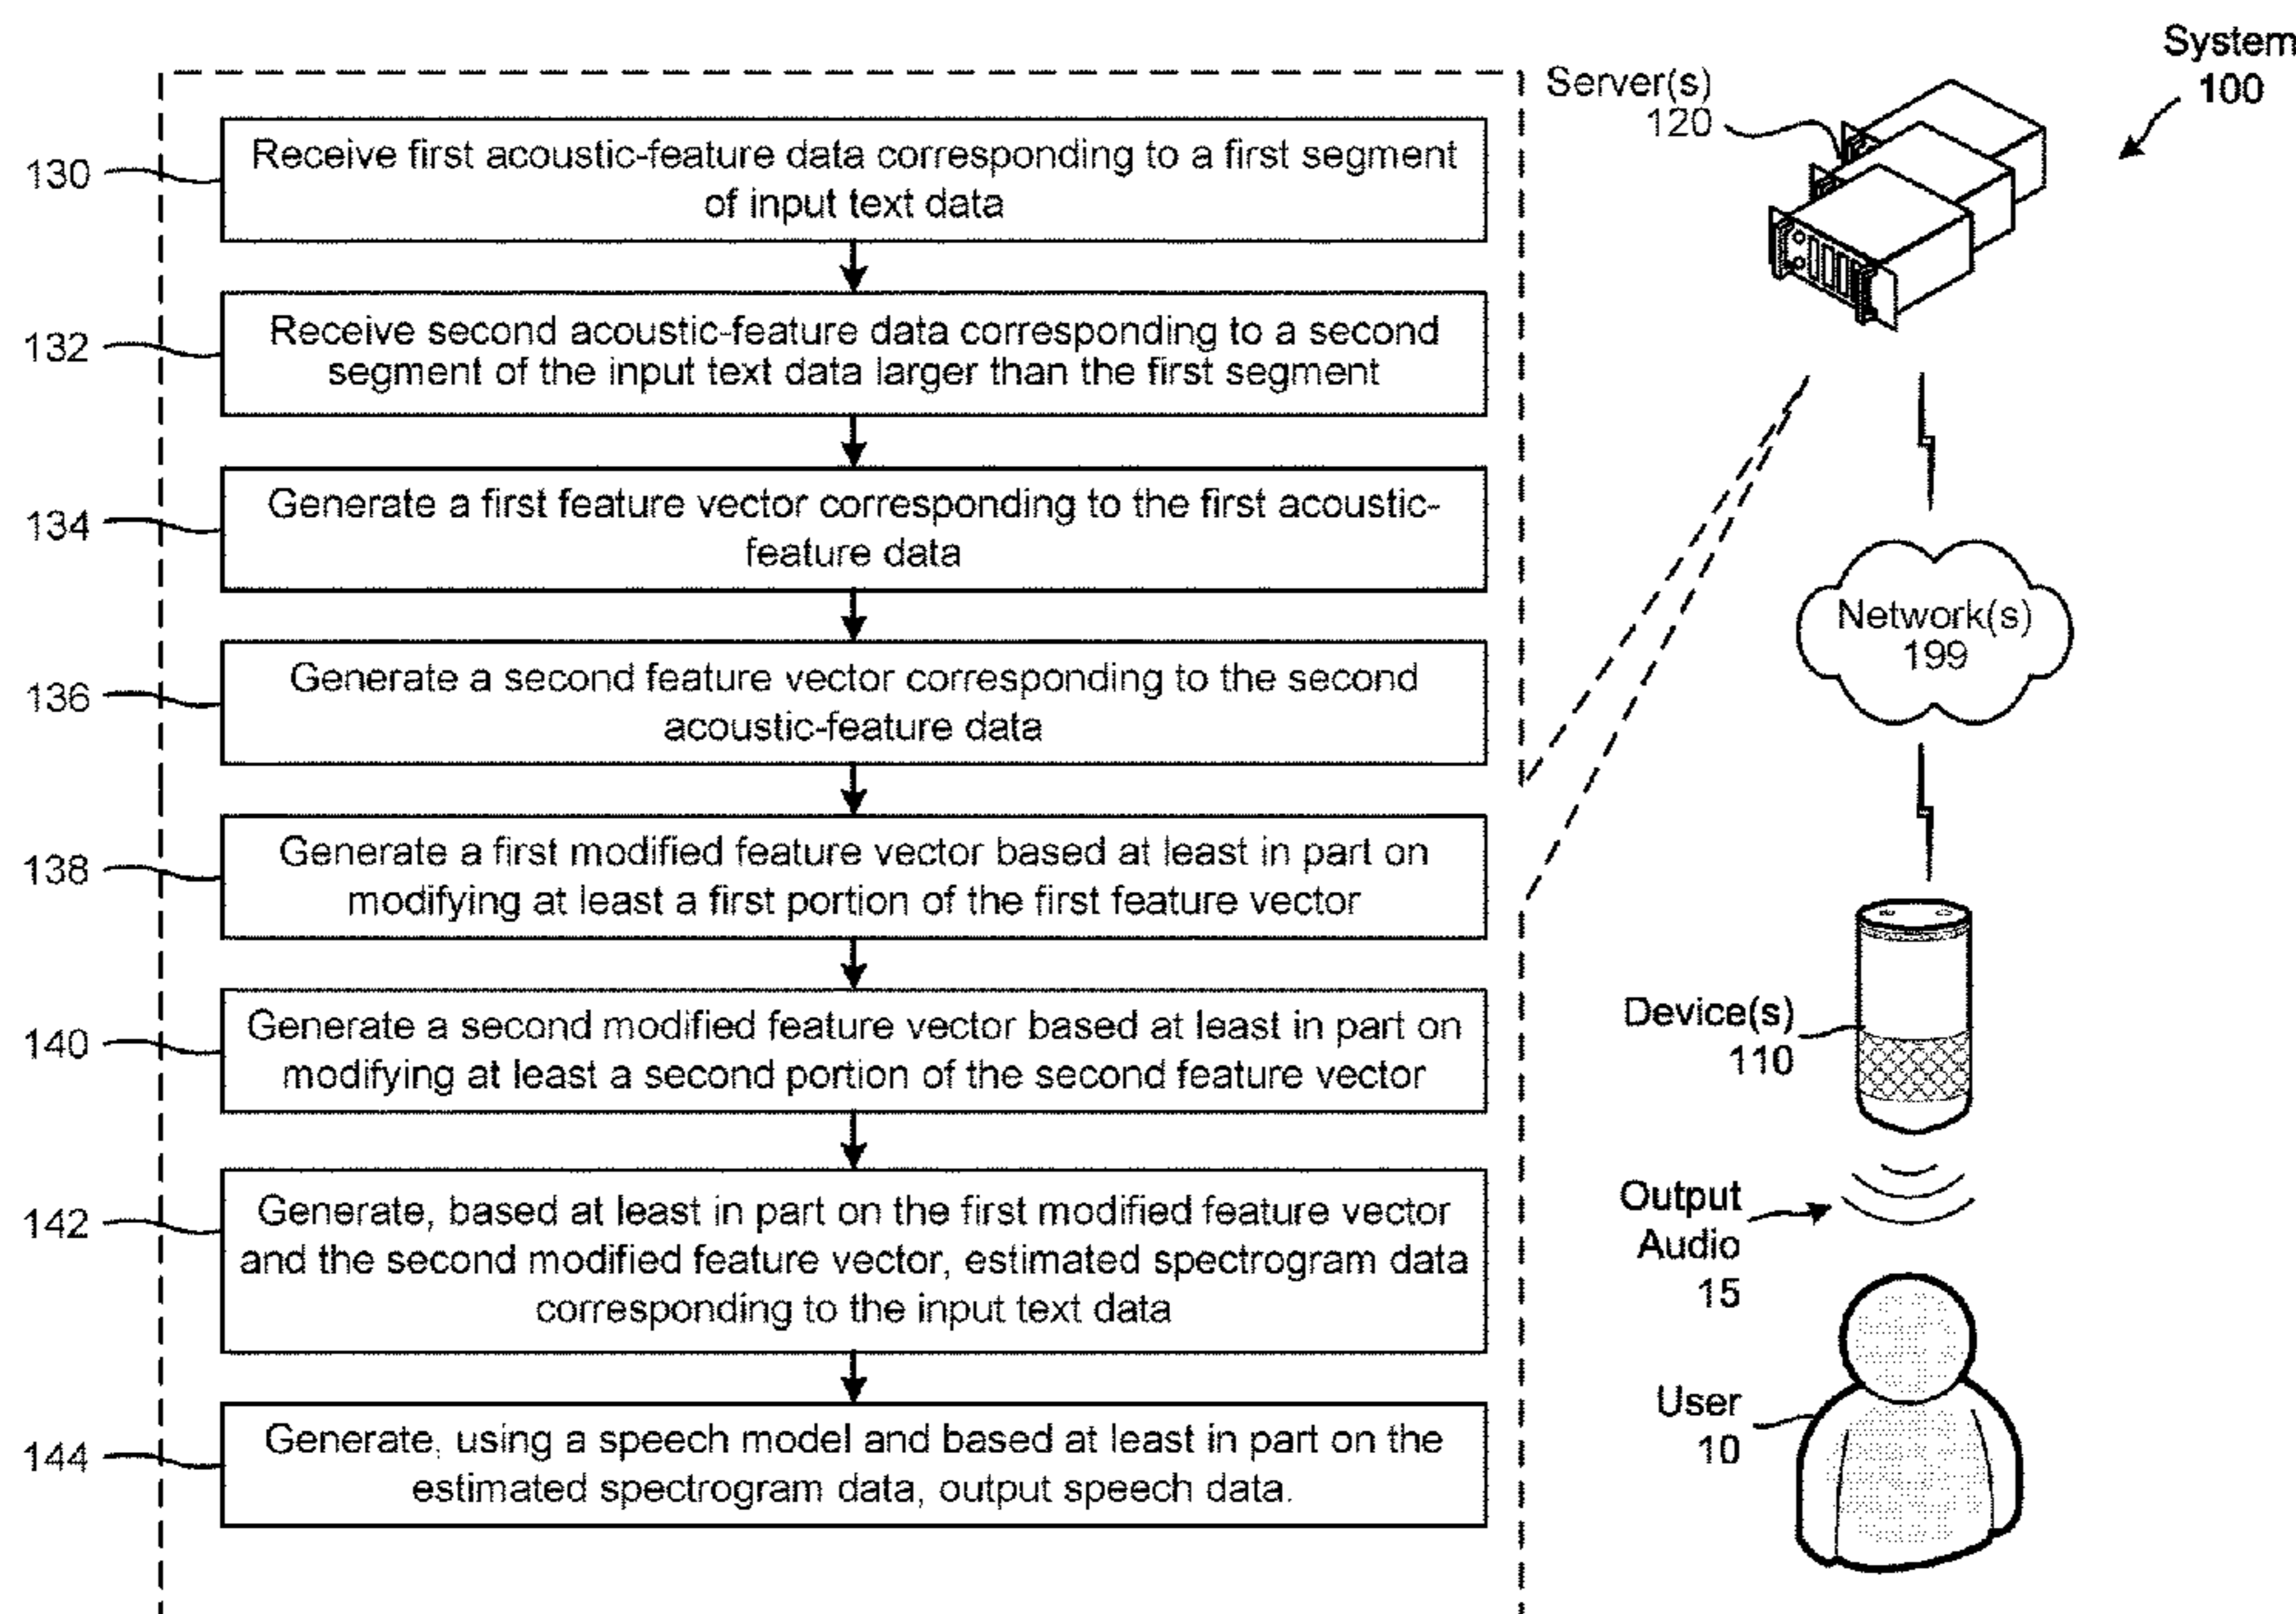 System
100
Server(s)
120
130
Receive first acoustic-feature data corresponding to a first segment
of input text data
132
Receive second acoustic-feature data corresponding to a second
segment of the input text data larger than the first segment
134
Generate a first feature vector corresponding to the first acoustic-
feature data
136
Generate a second feature vector corresponding to the second
acoustic-feature data
138
Generate a first modified feature vector based at least in part on
modifying at least a first portion of the first feature vector
140
Generate a second modified feature vector based at least in part on
modifying at least a second portion of the second feature vector
142
Generate, based at least in part on the first modified feature vector
and the second modified feature vector, estimated spectrogram data
corresponding to the input text data
144
Generate, using a speech model and based at least in part on the
estimated spectrogram data, output speech data.
Network(s)
199
Device(s)
110
Output
Audio
15
User
10